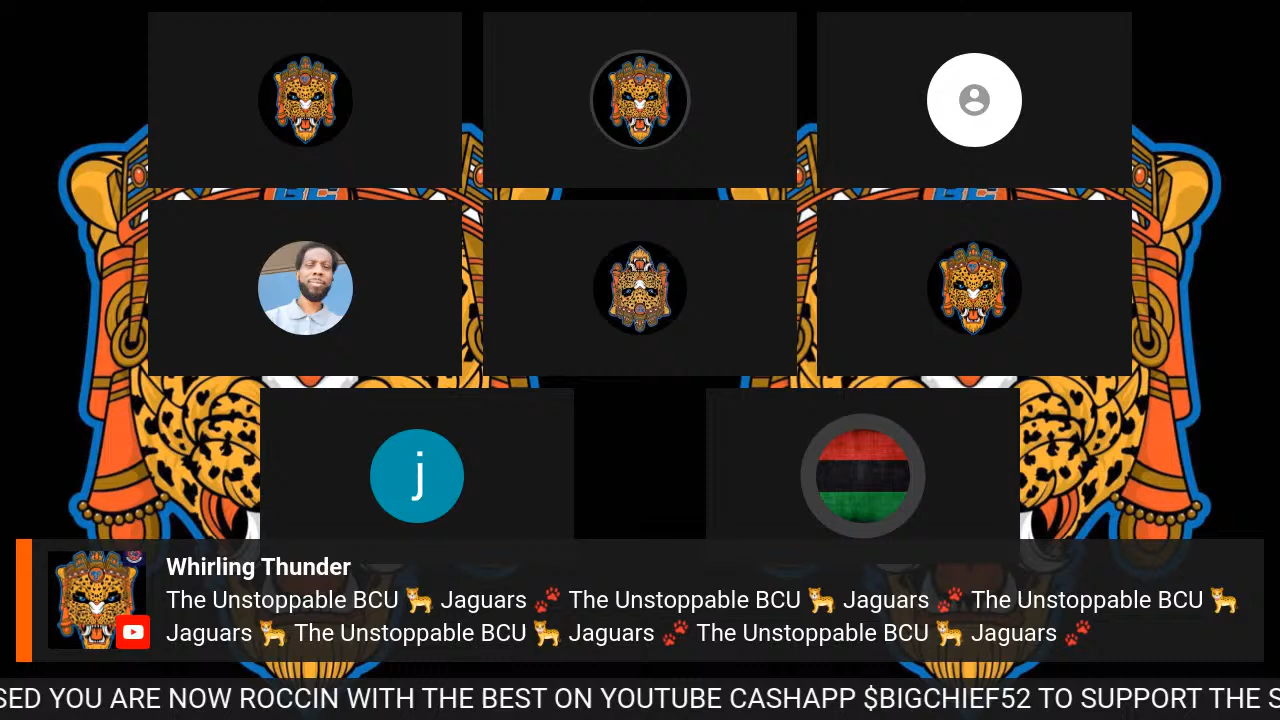 j
Whirling Thunder
The Unstoppable BCU 🐆 Jaguars 🐾 The Unstoppable BCU 🐆 Jaguars 🐾 The Unstoppable BCU 🐆
Jaguars 🐆 The Unstoppable BCU 🐆 Jaguars 🐾 The Unstoppable BCU 🐆 Jaguars 🐾
SED YOU ARE NOW ROCCIN WITH THE BEST ON YOUTUBE CASHAPP $BIGCHIEF52 TO SUPPORT THE S